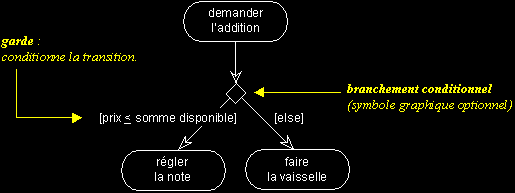 demander
l'addition
garde :
conditionne la transition.
branchement conditionnel
(symbole graphique optionnel)
[prix ≤ somme disponible]
[else]
régler
la note
faire
la vaisselle